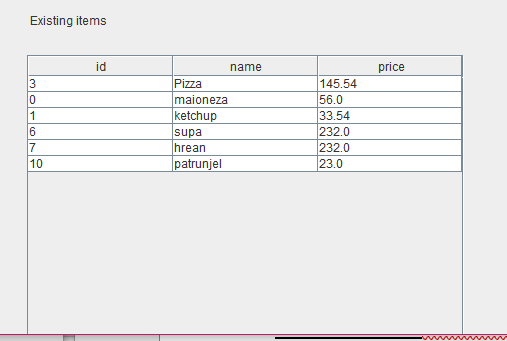 Existing items
id name price
3 Pizza 145.54
0 maioneza 56.0
1 ketchup 33.54
6 supa 232.0
7 hrean 232.0
10 patrunjel 23.0